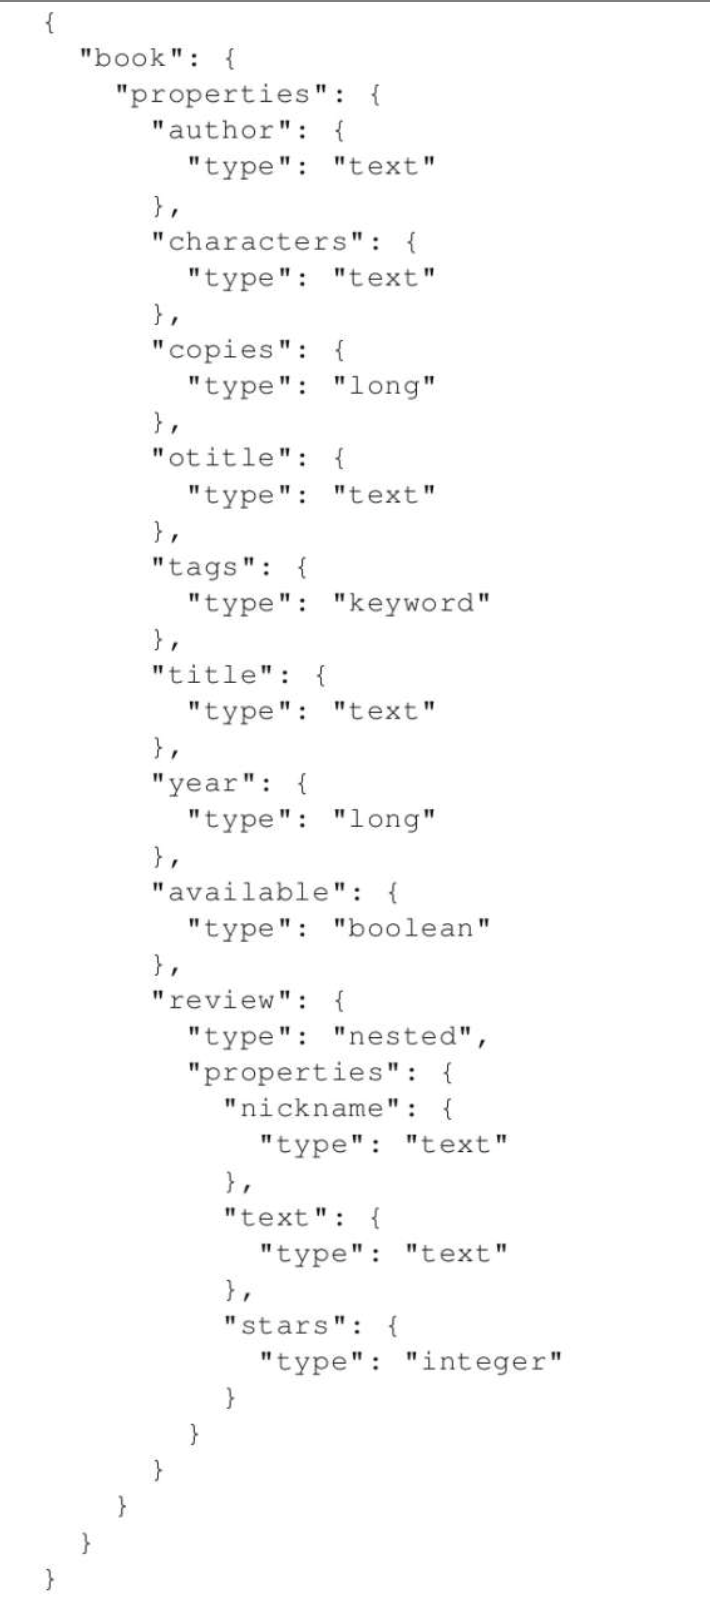 {
  "book": {
    "properties": {
      "author": {
        "type": "text"
      },
      "characters": {
        "type": "text"
      },
      "copies": {
        "type": "long"
      },
      "otitle": {
        "type": "text"
      },
      "tags": {
        "type": "keyword"
      },
      "title": {
        "type": "text"
      },
      "year": {
        "type": "long"
      },
      "available": {
        "type": "boolean"
      },
      "review": {
        "type": "nested",
        "properties": {
          "nickname": {
            "type": "text"
          },
          "text": {
            "type": "text"
          },
          "stars": {
            "type": "integer"
          }
        }
      }
    }
  }
}